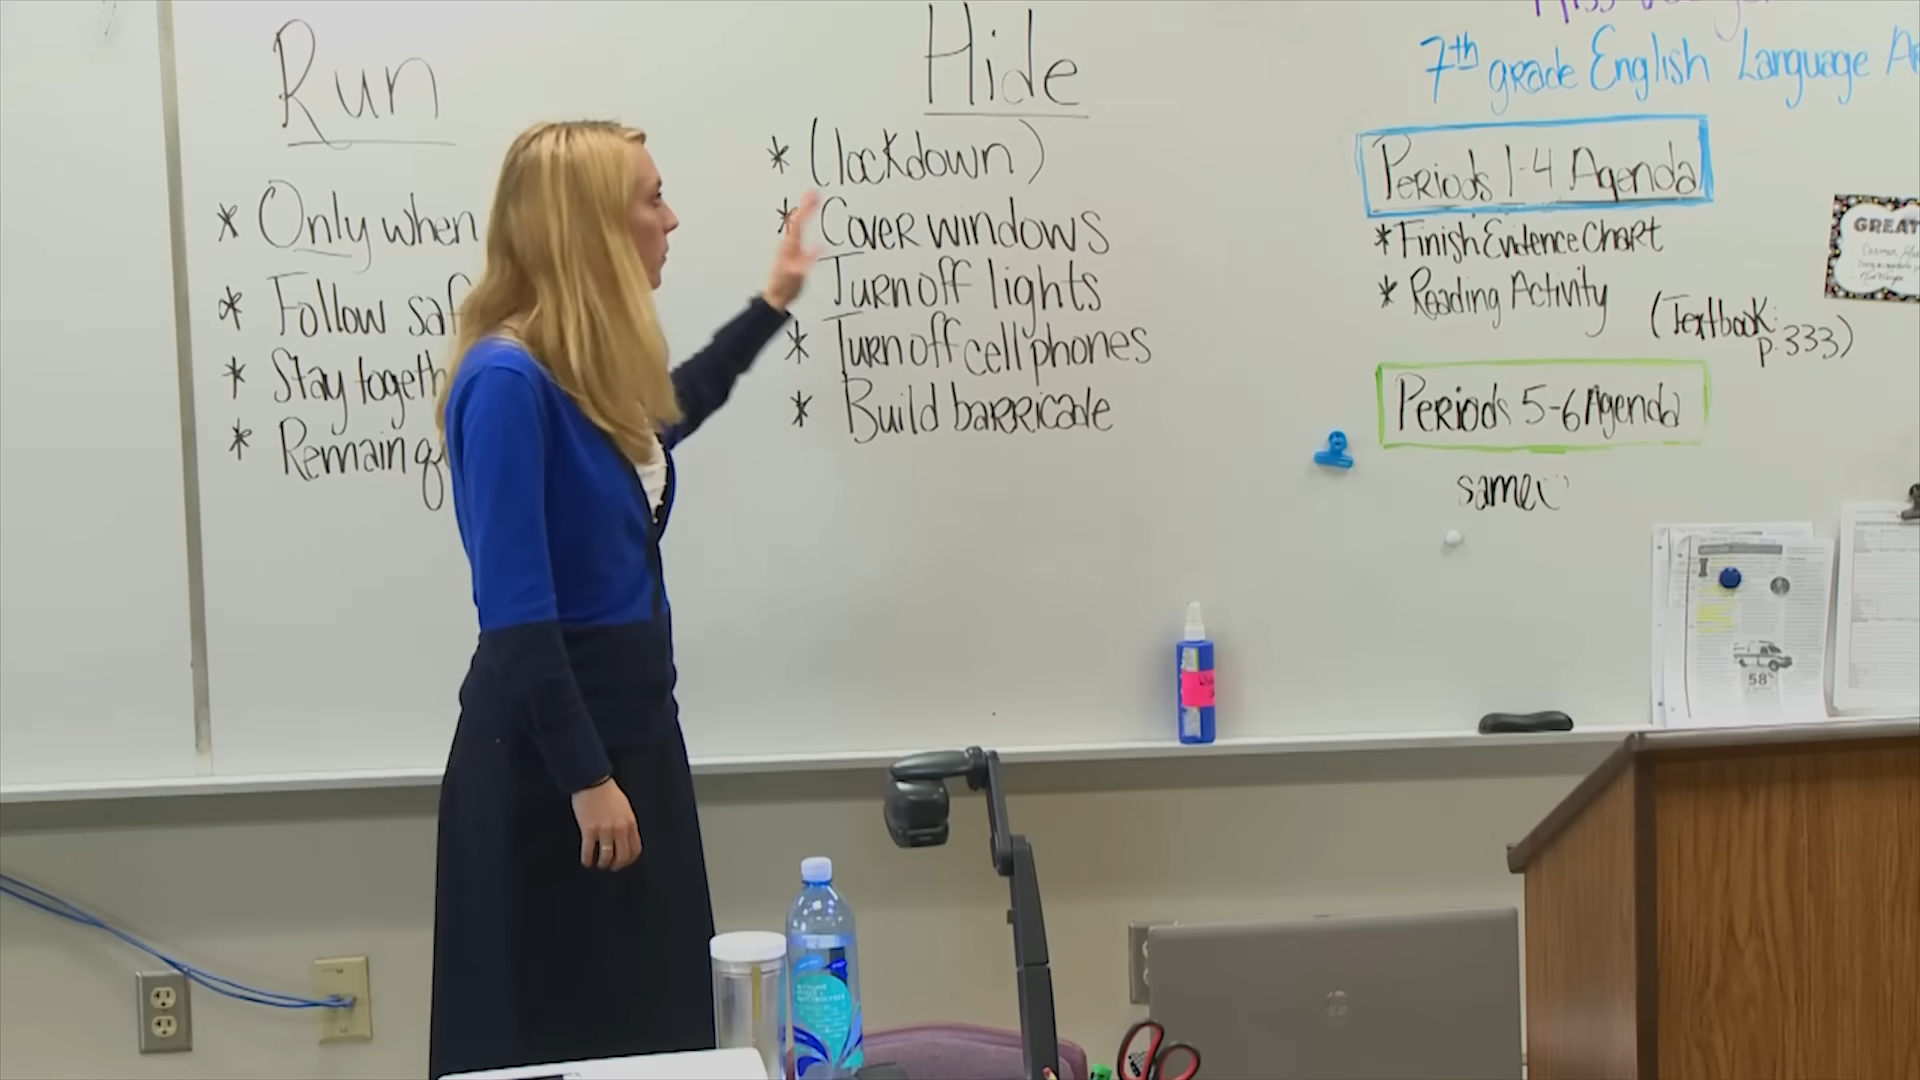 Run
* Only when
* Follow saf
* Stay togeth
* Remain q
Hide
* (lockdown)
* Cover windows
Turn off lights
* Turn off cell phones
* Build barricade
Miss
7th grade English Language A
Periods 1-4 Agenda
* Finish Evidence Chart
* Reading Activity
(Textbook:
p. 333)
Periods 5-6 Agenda
same
GREAT
58
hp